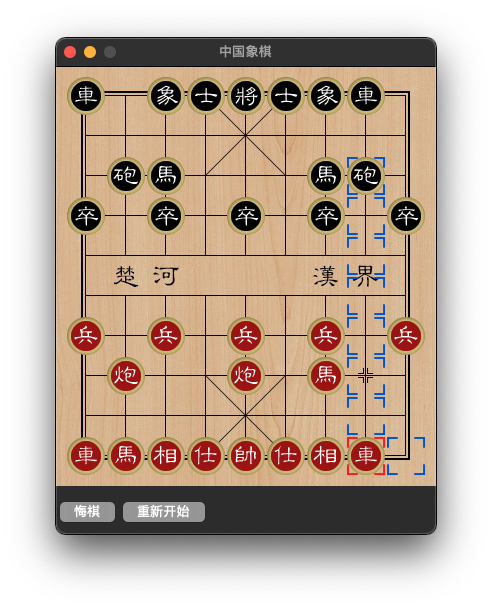 中国象棋
車 象 士 將 士 象 車
砲 馬 馬 砲
卒 卒 卒 卒 卒
楚 河 漢 界
兵 兵 兵 兵 兵
炮 炮 馬
車 馬 相 仕 帥 仕 相 車
悔棋 重新开始